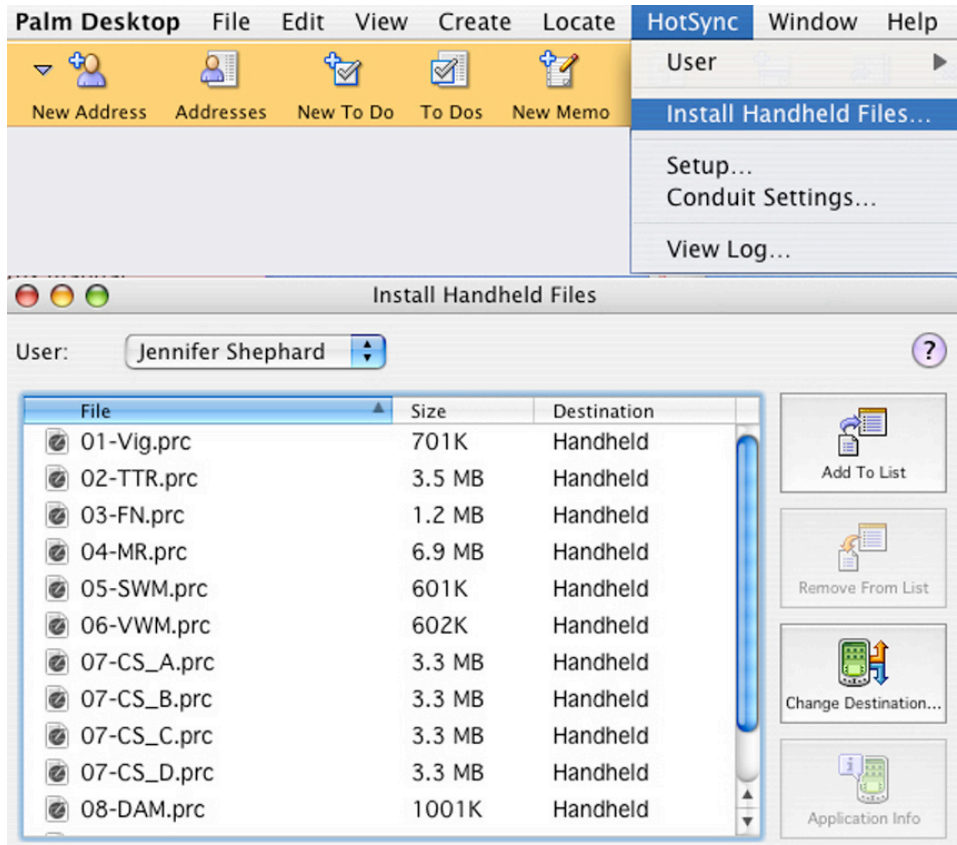 Palm Desktop File Edit View Create Locate HotSync Window Help
New Address Addresses New To Do To Dos New Memo
User
Install Handheld Files...
Setup...
Conduit Settings...
View Log...
Install Handheld Files
User: Jennifer Shephard ?
File Size Destination
01-Vig.prc 701K Handheld
02-TTR.prc 3.5 MB Handheld
03-FN.prc 1.2 MB Handheld
04-MR.prc 6.9 MB Handheld
05-SWM.prc 601K Handheld
06-VWM.prc 602K Handheld
07-CS_A.prc 3.3 MB Handheld
07-CS_B.prc 3.3 MB Handheld
07-CS_C.prc 3.3 MB Handheld
07-CS_D.prc 3.3 MB Handheld
08-DAM.prc 1001K Handheld
Add To List
Remove From List
Change Destination...
Application Info